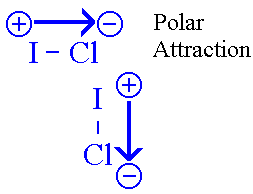 Polar
Attraction
+ −
I – Cl
+
I
–
Cl
−